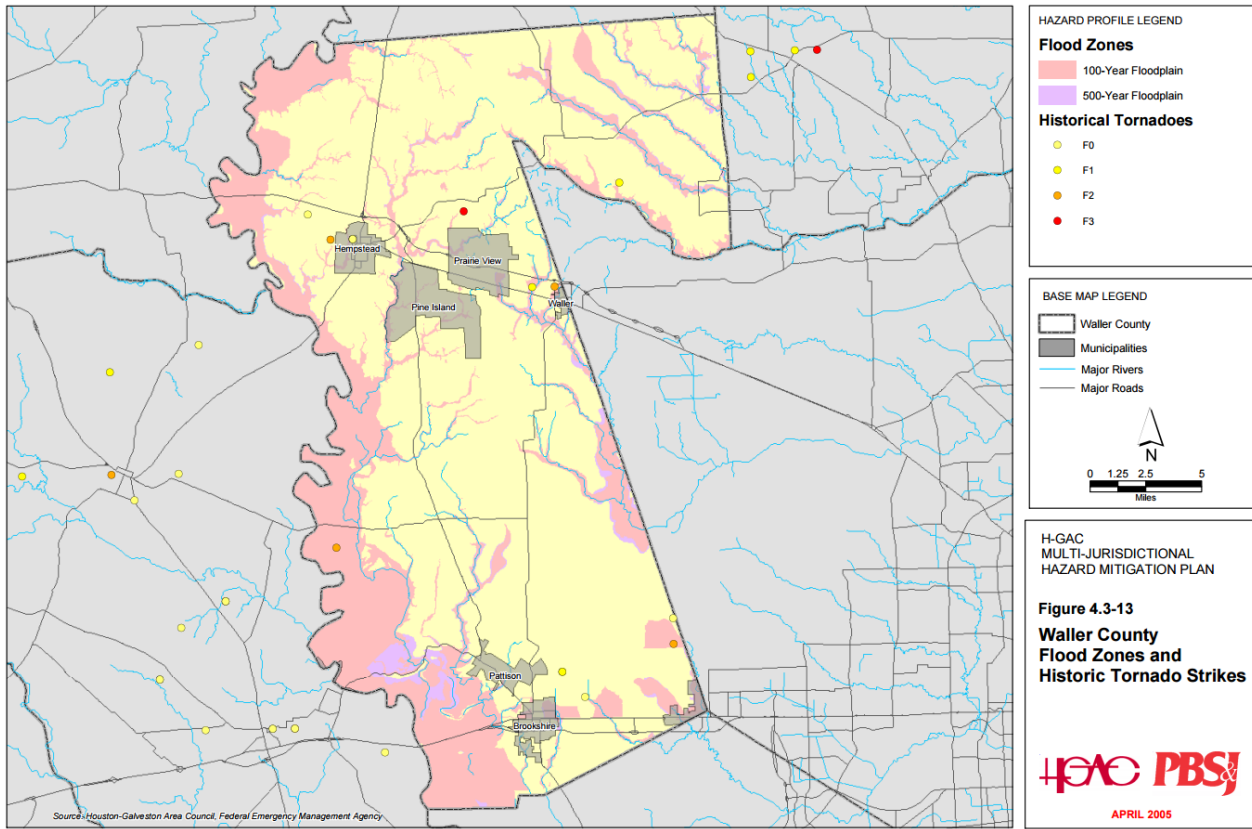 Hempstead
Prairie View
Pine Island
Waller
Pattison
Brookshire
Source: Houston-Galveston Area Council, Federal Emergency Management Agency
HAZARD PROFILE LEGEND
Flood Zones
100-Year Floodplain
500-Year Floodplain
Historical Tornadoes
F0
F1
F2
F3
BASE MAP LEGEND
Waller County
Municipalities
Major Rivers
Major Roads
N
0 1.25 2.5 5
Miles
H-GAC
MULTI-JURISDICTIONAL
HAZARD MITIGATION PLAN
Figure 4.3-13
Waller County
Flood Zones and
Historic Tornado Strikes
HGAC PBS&J
APRIL 2005